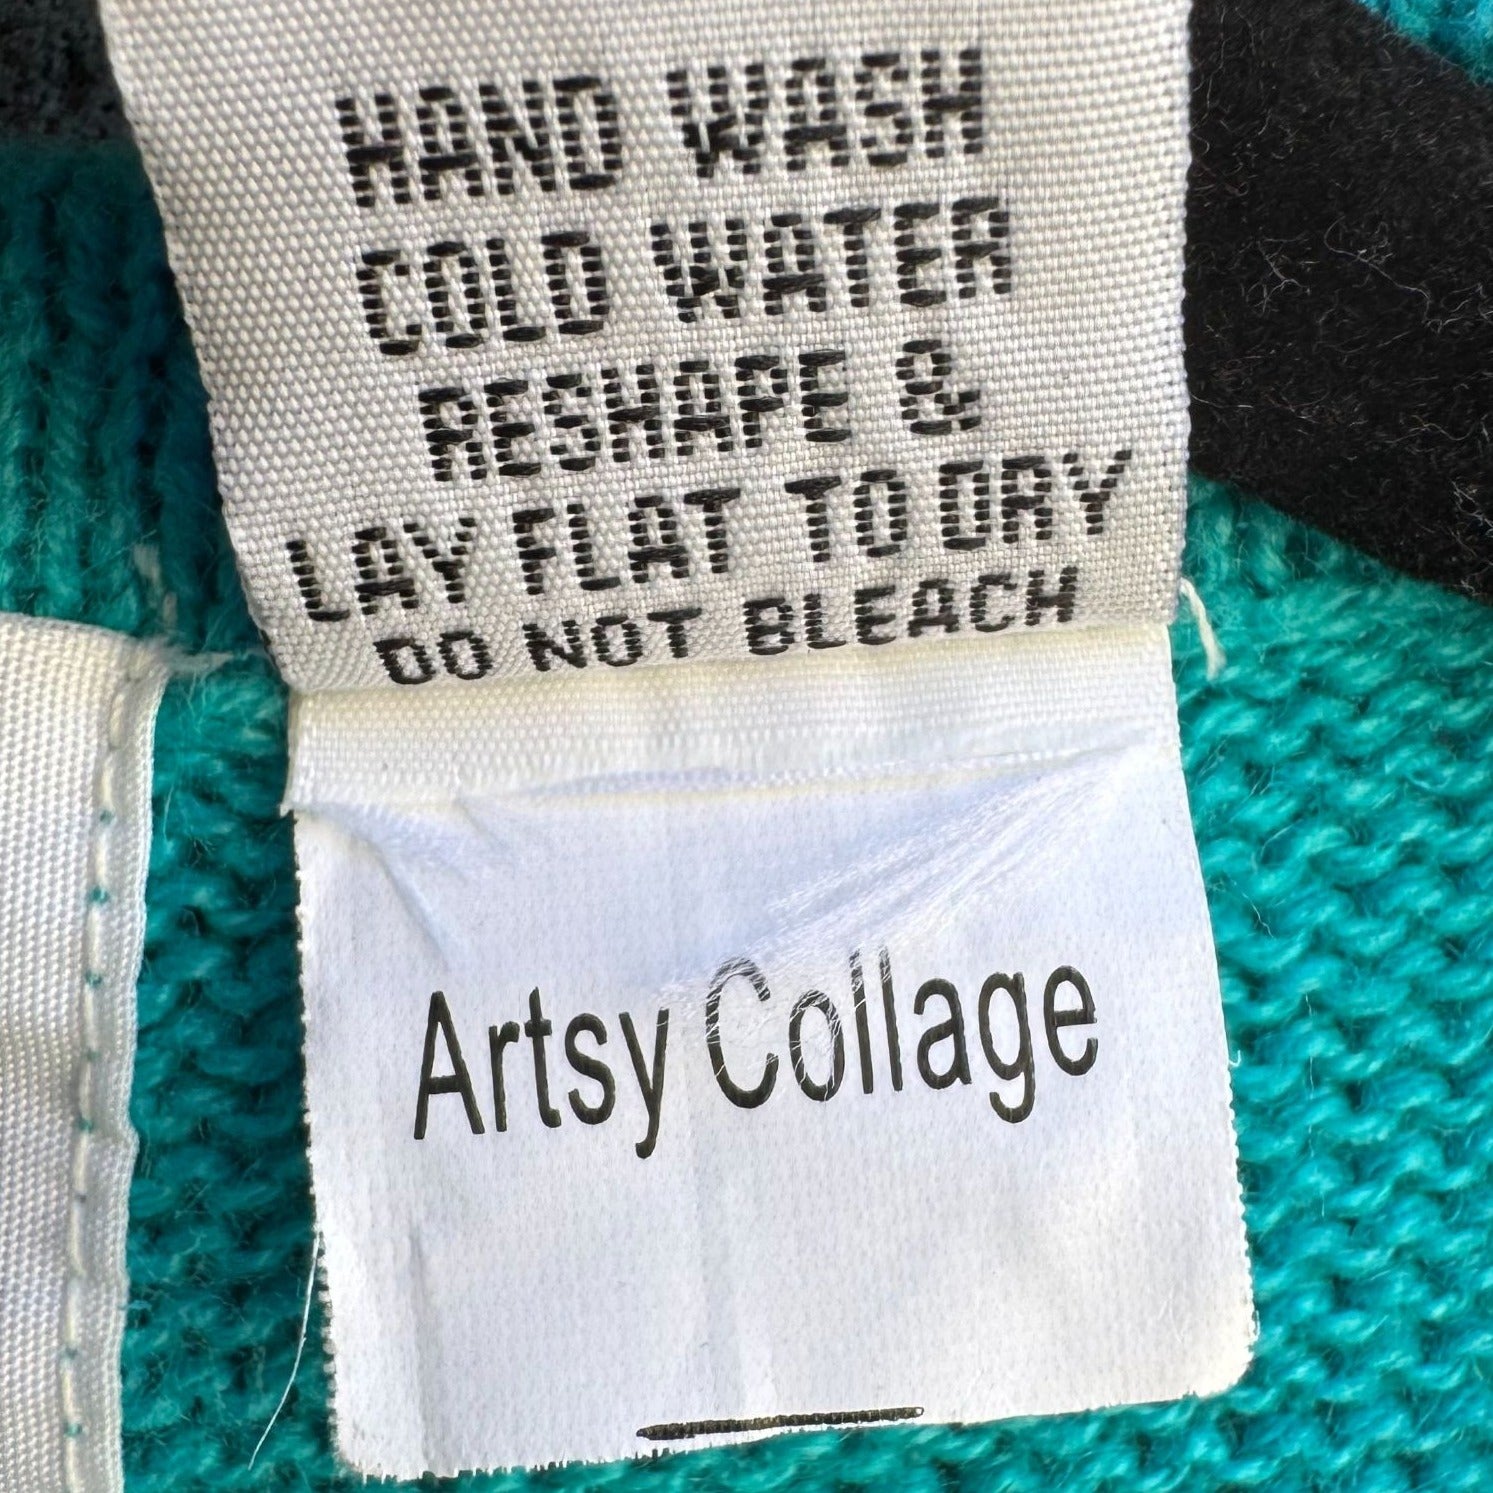 HAND WASH
COLD WATER
RESHAPE &
LAY FLAT TO DRY
DO NOT BLEACH
Artsy Collage